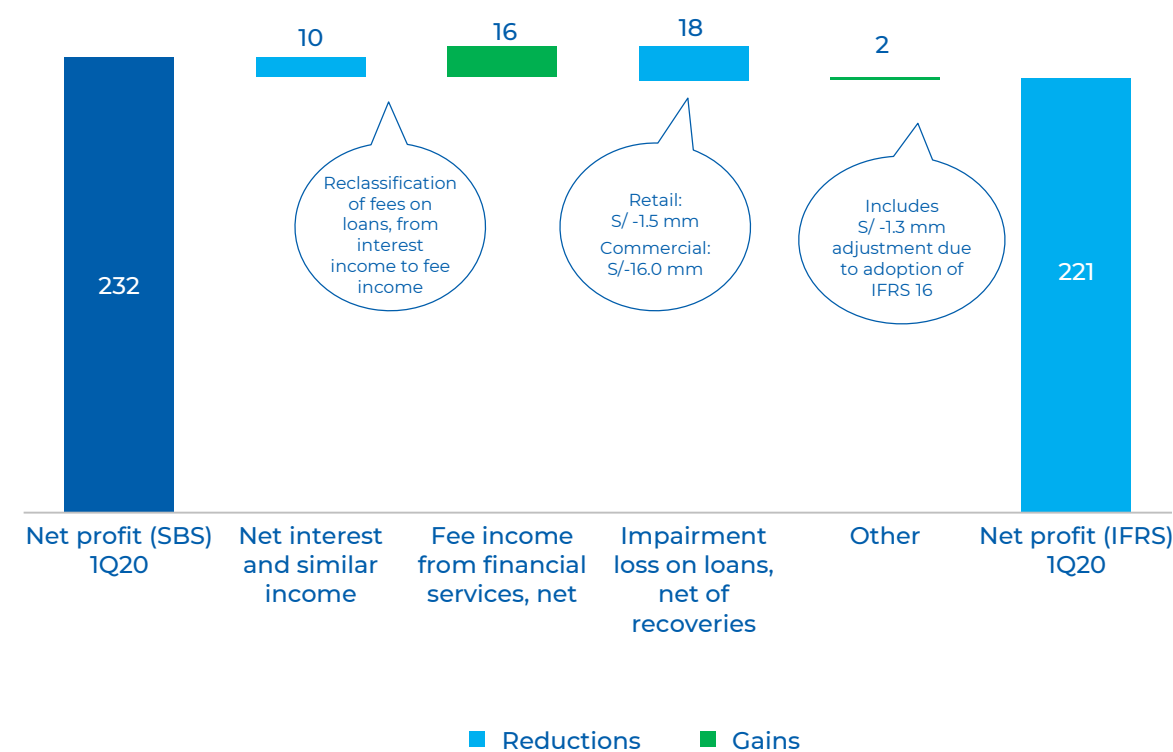 10
16
18
2
Reclassification
of fees on
loans, from
interest
income to fee
income
Retail:
S/ -1.5 mm
Commercial:
S/-16.0 mm
Includes
S/ -1.3 mm
adjustment due
to adoption of
IFRS 16
232
221
Net profit (SBS)
1Q20
Net interest
and similar
income
Fee income
from financial
services, net
Impairment
loss on loans,
net of
recoveries
Other
Net profit (IFRS)
1Q20
Reductions
Gains